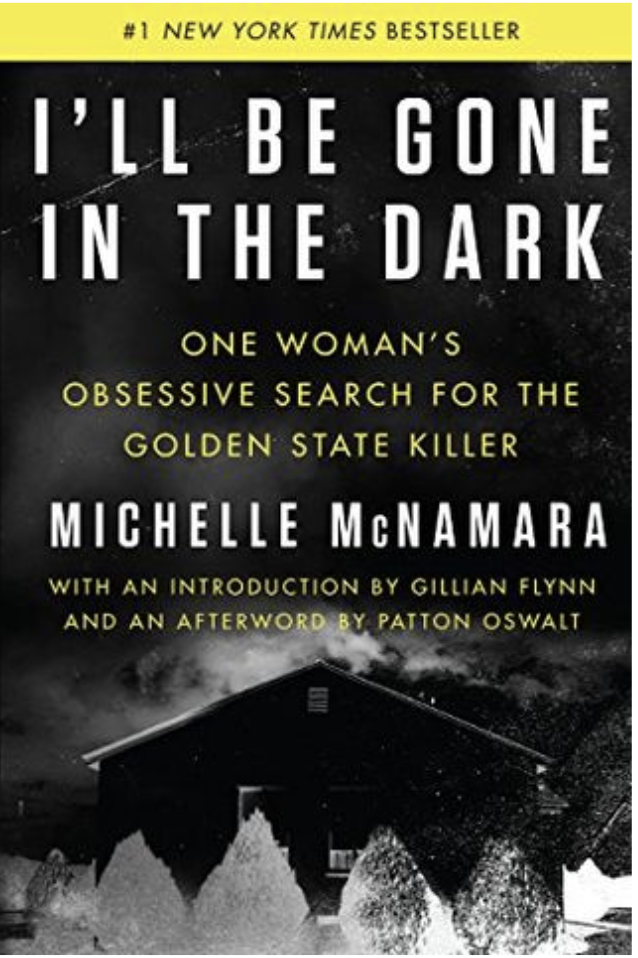 #1 NEW YORK TIMES BESTSELLER
I'LL BE GONE
IN THE DARK
ONE WOMAN'S
OBSESSIVE SEARCH FOR THE
GOLDEN STATE KILLER
MICHELLE McNAMARA
WITH AN INTRODUCTION BY GILLIAN FLYNN
AND AN AFTERWORD BY PATTON OSWALT